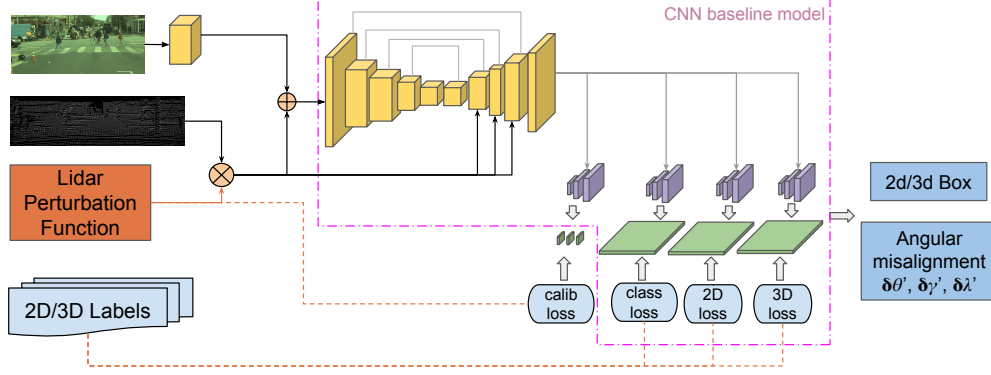 CNN baseline model
Lidar
Perturbation
Function
2D/3D Labels
calib
loss
class
loss
2D
loss
3D
loss
2d/3d Box
Angular
misalignment
δθ’, δγ’, δλ’